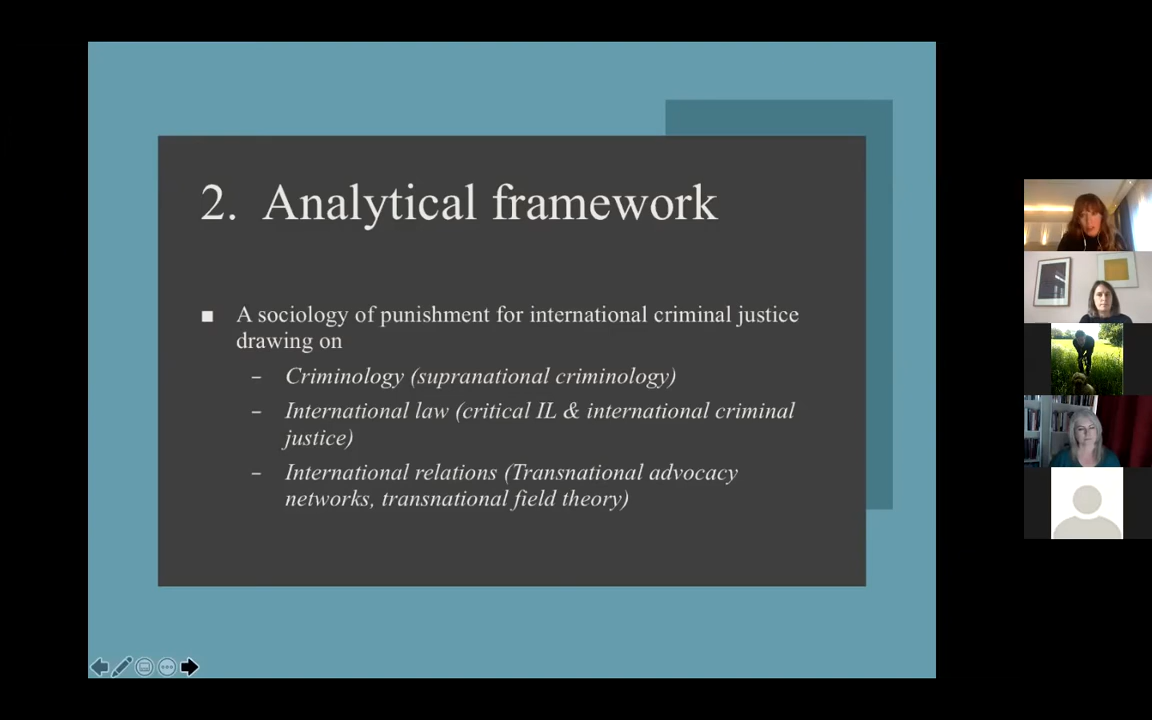 2. Analytical framework
■ A sociology of punishment for international criminal justice
drawing on
– Criminology (supranational criminology)
– International law (critical IL & international criminal
justice)
– International relations (Transnational advocacy
networks, transnational field theory)